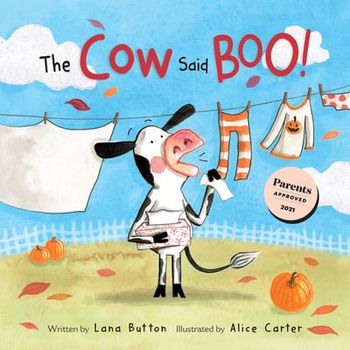 The COW Said BOO!
Parents
APPROVED
2021
Written by Lana Button Illustrated by Alice Carter